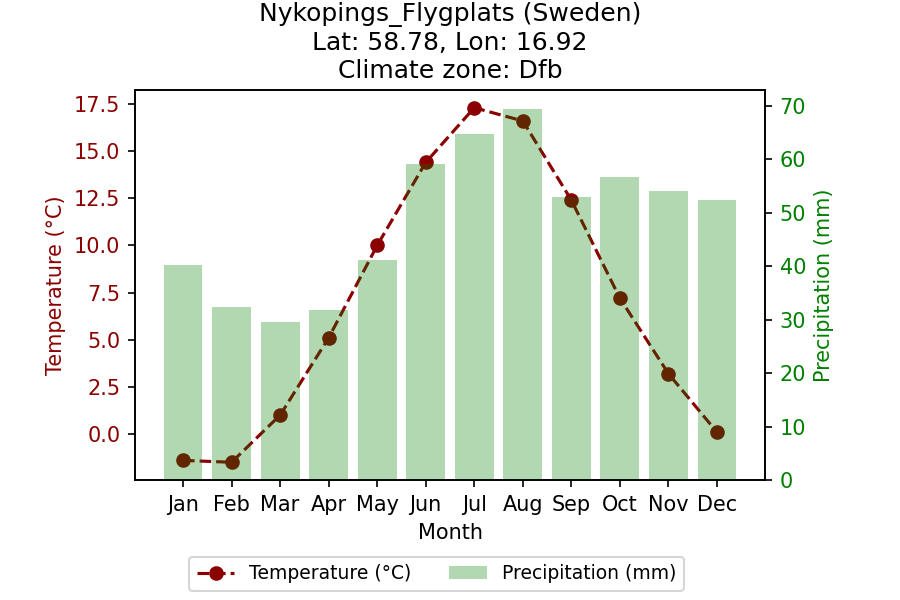 Nykopings_Flygplats (Sweden)
Lat: 58.78, Lon: 16.92
Climate zone: Dfb
Temperature (°C)
17.5
15.0
12.5
10.0
7.5
5.0
2.5
0.0
70
60
50
40
30
20
10
0
Precipitation (mm)
Jan Feb Mar Apr May Jun Jul Aug Sep Oct Nov Dec
Month
Temperature (°C) Precipitation (mm)